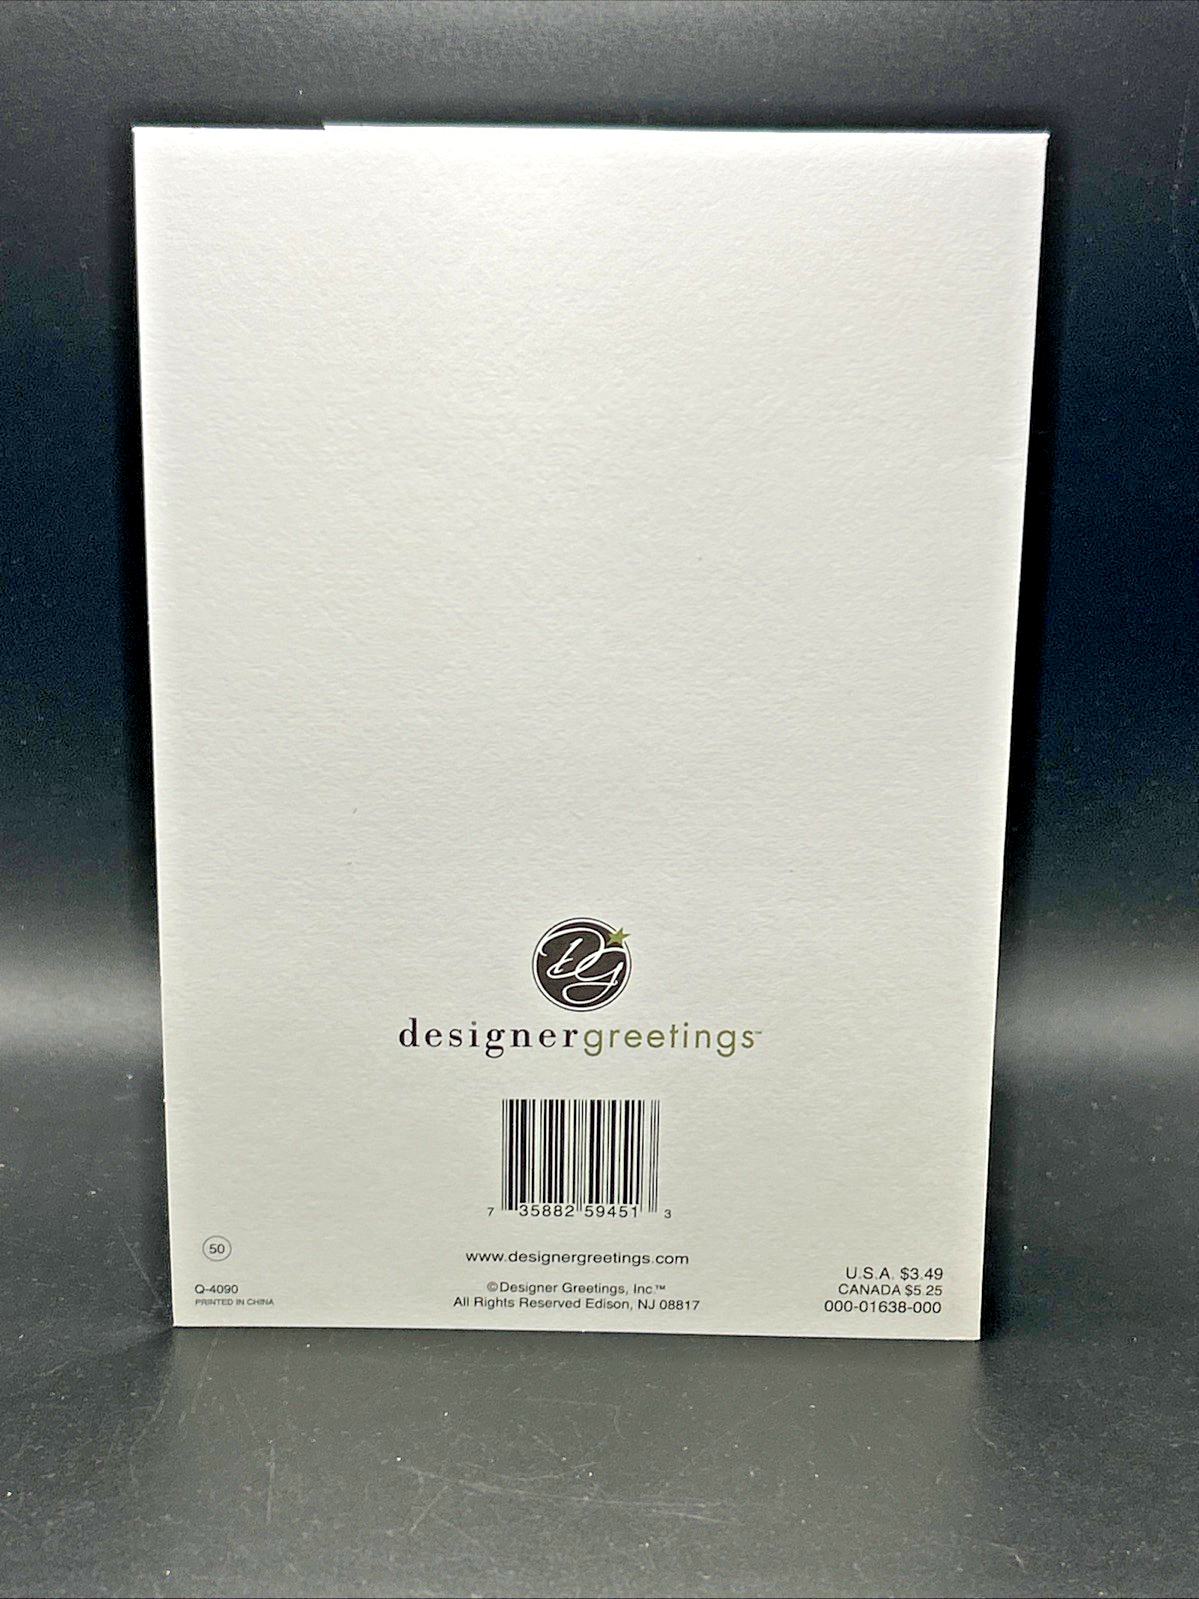 DG
designergreetings™
7 35882 59451 3
50
www.designergreetings.com
U.S.A. $3.49
Q-4090
©Designer Greetings, Inc.™
CANADA $5.25
PRINTED IN CHINA
All Rights Reserved Edison, NJ 08817
000-01638-000